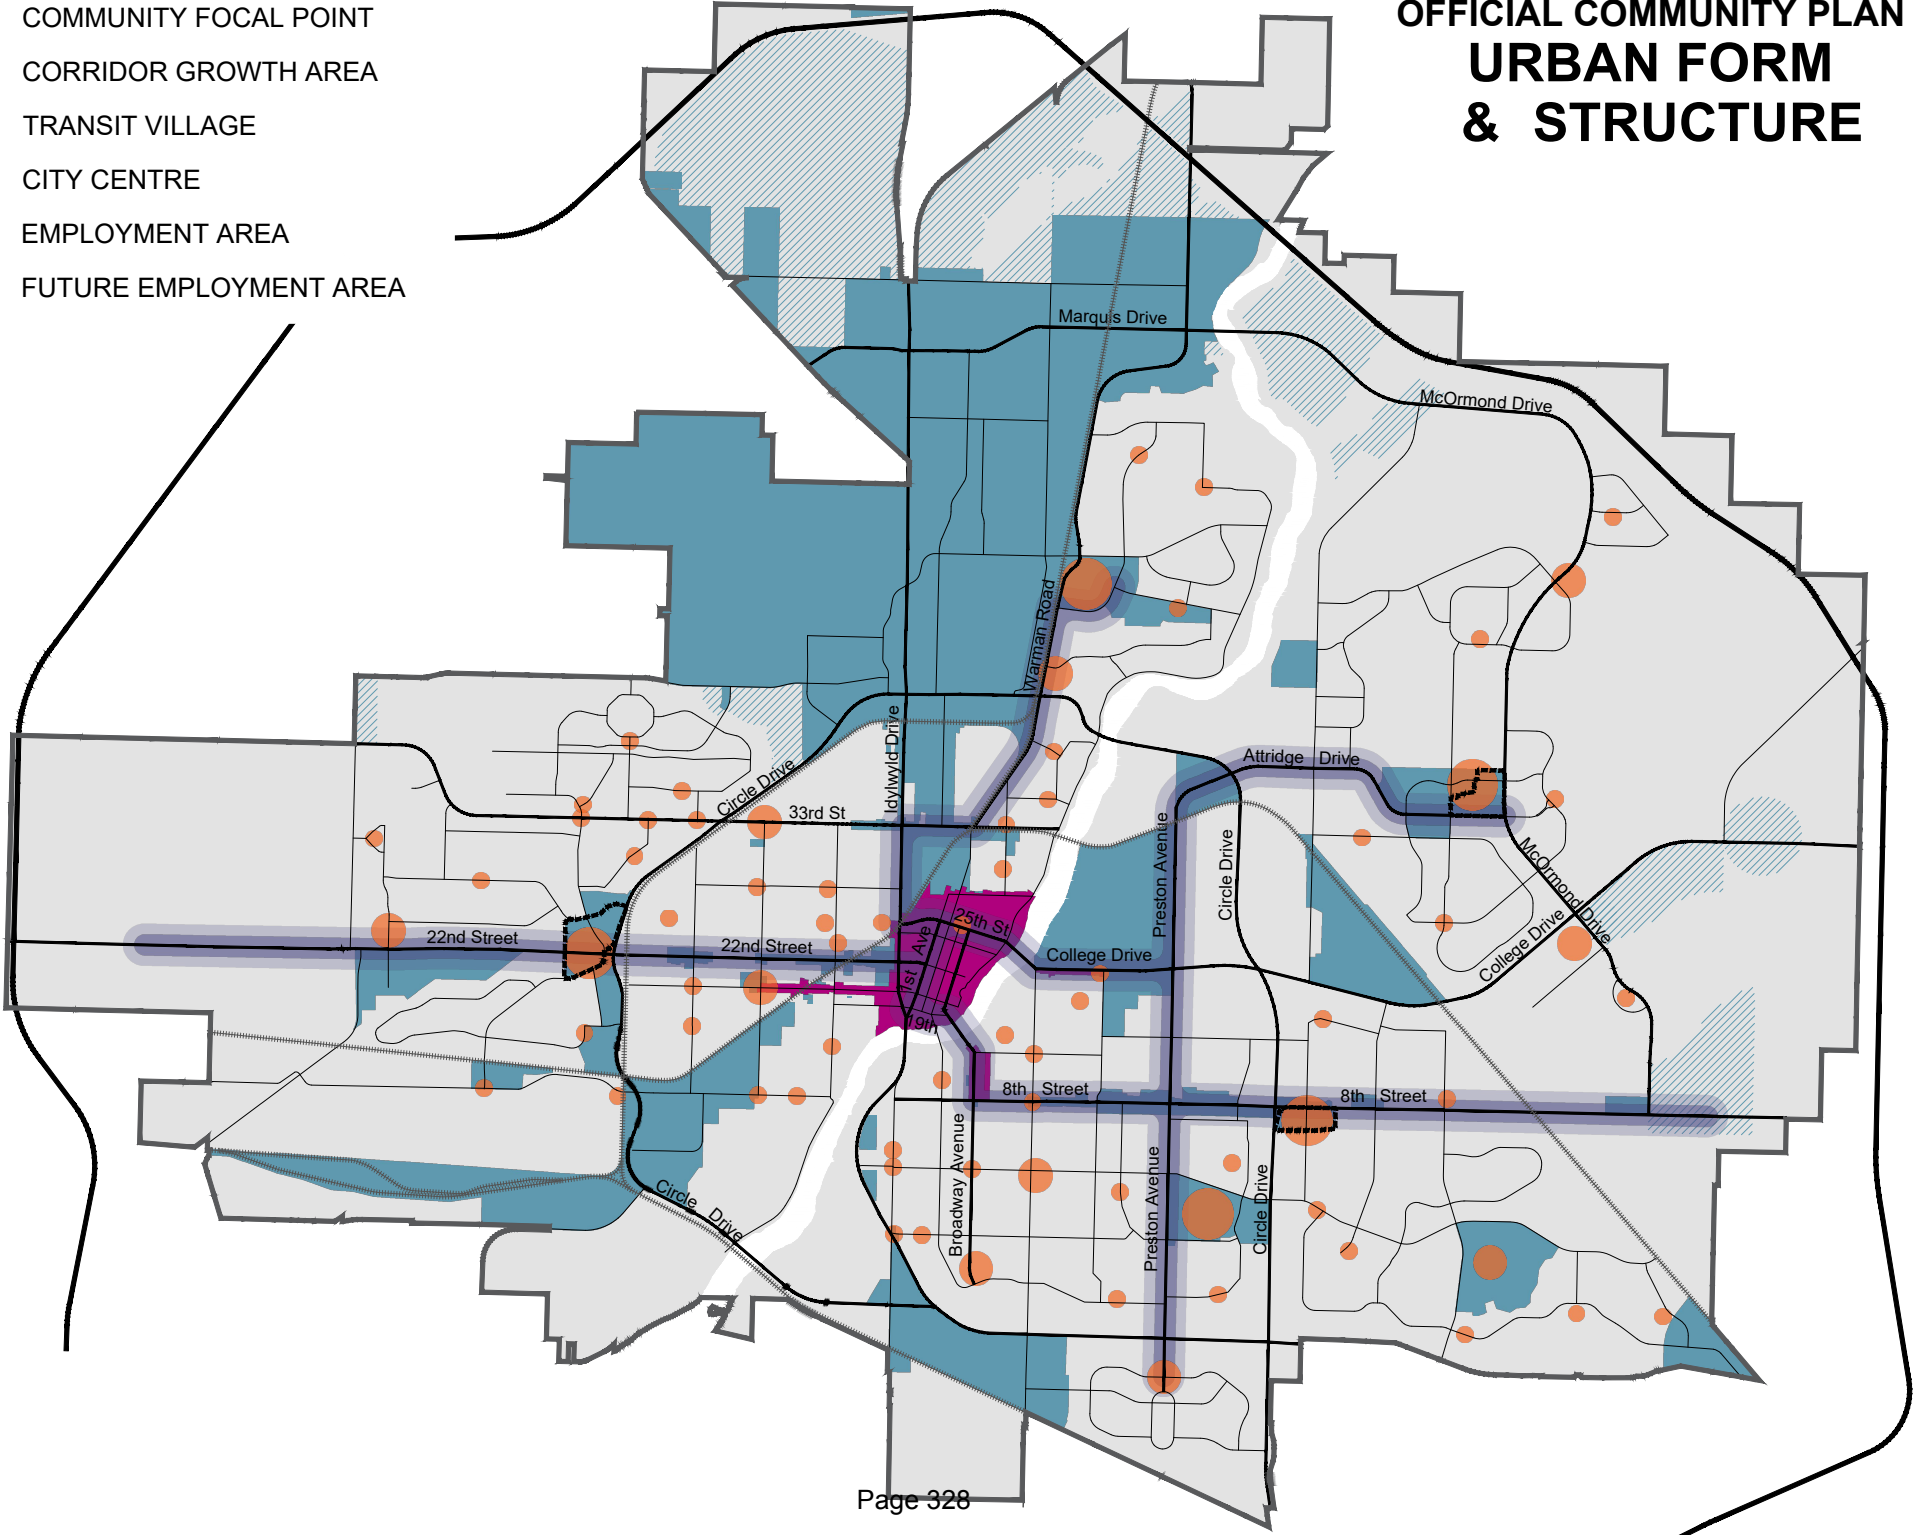 COMMUNITY FOCAL POINT
CORRIDOR GROWTH AREA
TRANSIT VILLAGE
CITY CENTRE
EMPLOYMENT AREA
FUTURE EMPLOYMENT AREA
OFFICIAL COMMUNITY PLAN
URBAN FORM
& STRUCTURE
Marquis Drive
McOrmond Drive
Warman Road
Idylwyld Drive
Circle Drive
33rd St
Attridge Drive
Preston Avenue
Circle Drive
McOrmond Drive
College Drive
22nd Street
22nd Street
25th St
1st Ave
19th
College Drive
8th Street
8th Street
Broadway Avenue
Preston Avenue
Circle Drive
Circle Drive
Page 328